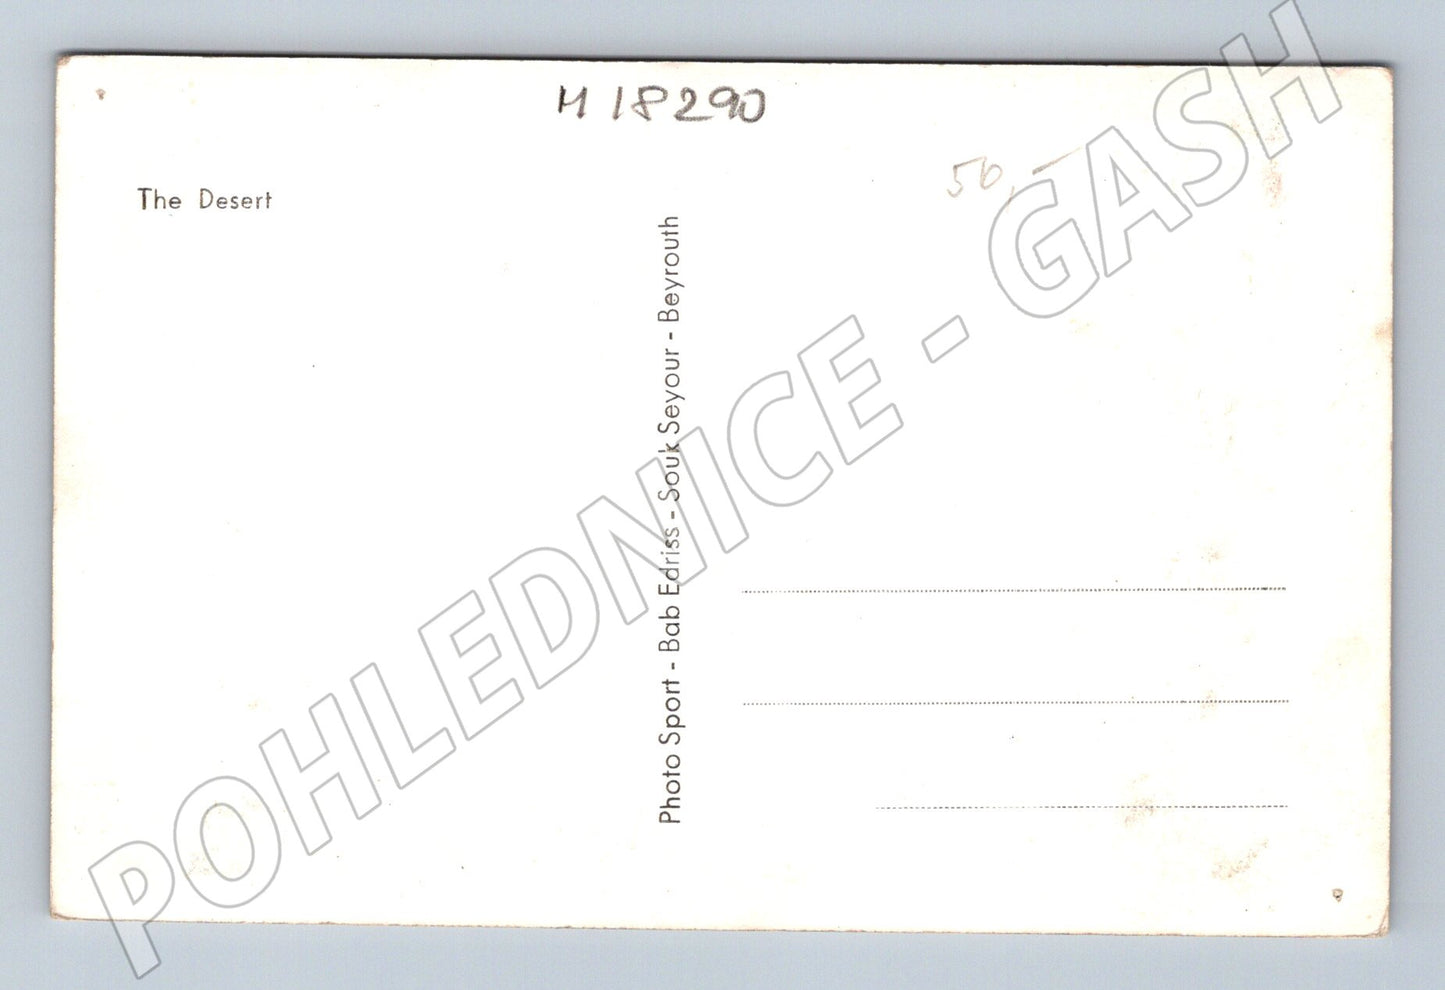 M 18290
50,-
The Desert
Photo Sport - Bab Edriss - Souk Seyour - Beyrouth
POHLEDNICE - GASH